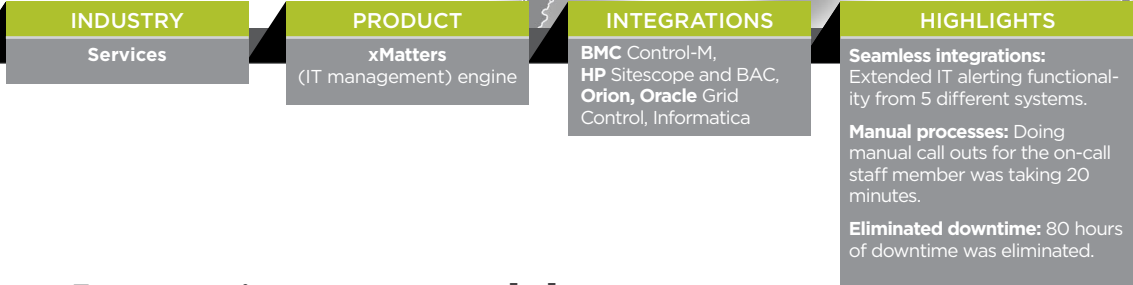 INDUSTRY
Services
PRODUCT
xMatters
(IT management) engine
INTEGRATIONS
BMC Control-M,
HP Sitescope and BAC,
Orion, Oracle Grid
Control, Informatica
HIGHLIGHTS
Seamless integrations:
Extended IT alerting functional-
ity from 5 different systems.
Manual processes: Doing
manual call outs for the on-call
staff member was taking 20
minutes.
Eliminated downtime: 80 hours
of downtime was eliminated.